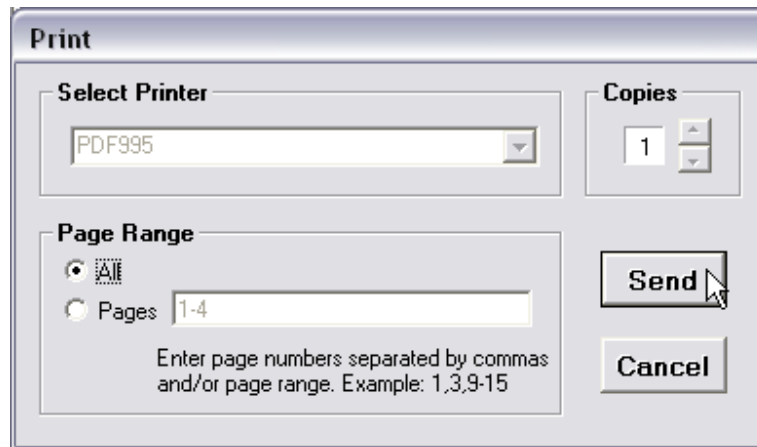 Print
Select Printer
Copies
PDF995
1
Page Range
All
Pages 1-4
Send
Enter page numbers separated by commas
and/or page range. Example: 1,3,9-15
Cancel